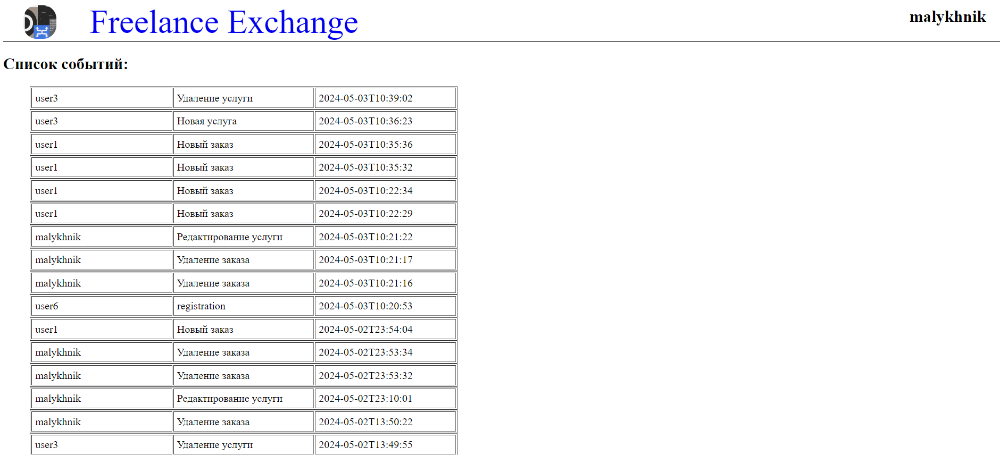 Freelance Exchange
malykhnik
Список событий:
user3 Удаление услуги 2024-05-03T10:39:02
user3 Новая услуга 2024-05-03T10:36:23
user1 Новый заказ 2024-05-03T10:35:36
user1 Новый заказ 2024-05-03T10:35:32
user1 Новый заказ 2024-05-03T10:22:34
user1 Новый заказ 2024-05-03T10:22:29
malykhnik Редактирование услуги 2024-05-03T10:21:22
malykhnik Удаление заказа 2024-05-03T10:21:17
malykhnik Удаление заказа 2024-05-03T10:21:16
user6 registration 2024-05-03T10:20:53
user1 Новый заказ 2024-05-02T23:54:04
malykhnik Удаление заказа 2024-05-02T23:53:34
malykhnik Удаление заказа 2024-05-02T23:53:32
malykhnik Редактирование услуги 2024-05-02T23:10:01
malykhnik Удаление заказа 2024-05-02T13:50:22
user3 Удаление услуги 2024-05-02T13:49:55